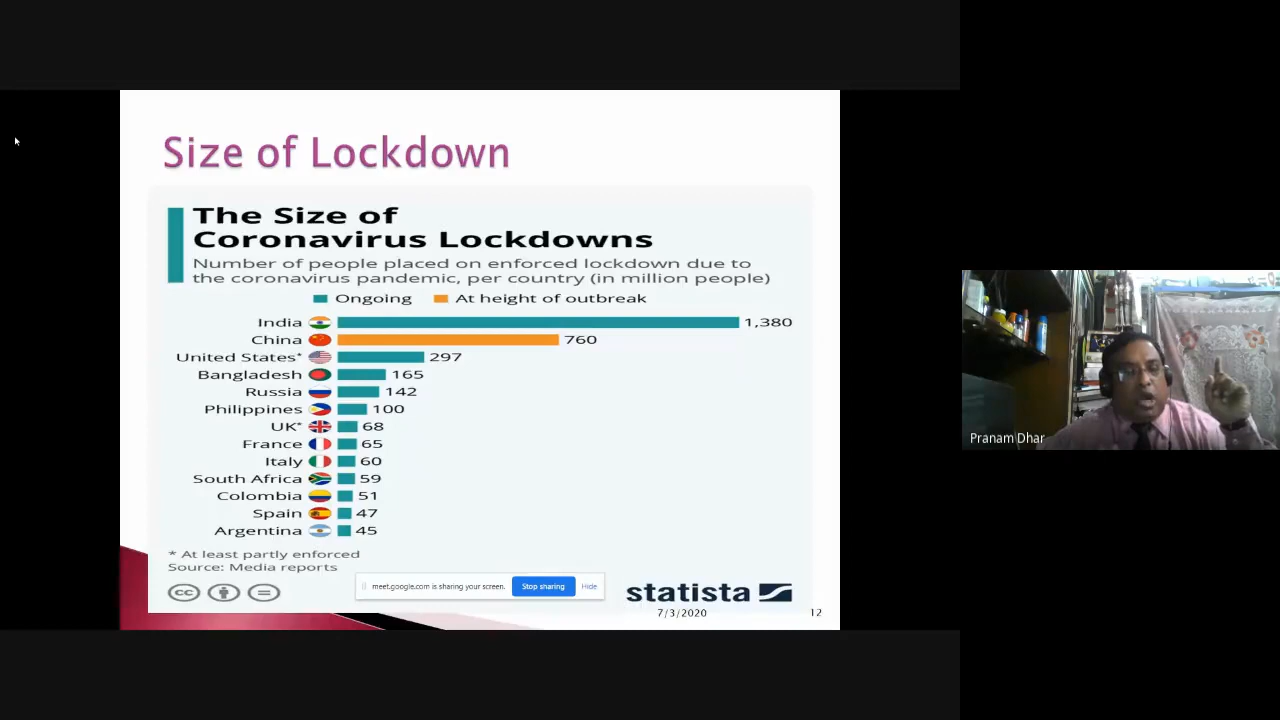 Size of Lockdown
The Size of
Coronavirus Lockdowns
Number of people placed on enforced lockdown due to
the coronavirus pandemic, per country (in million people)
Ongoing At height of outbreak
India 1,380
China 760
United States* 297
Bangladesh 165
Russia 142
Philippines 100
UK* 68
France 65
Italy 60
South Africa 59
Colombia 51
Spain 47
Argentina 45
* At least partly enforced
Source: Media reports
cc
meet.google.com is sharing your screen. Stop sharing Hide
statista
7/3/2020 12
Pranam Dhar